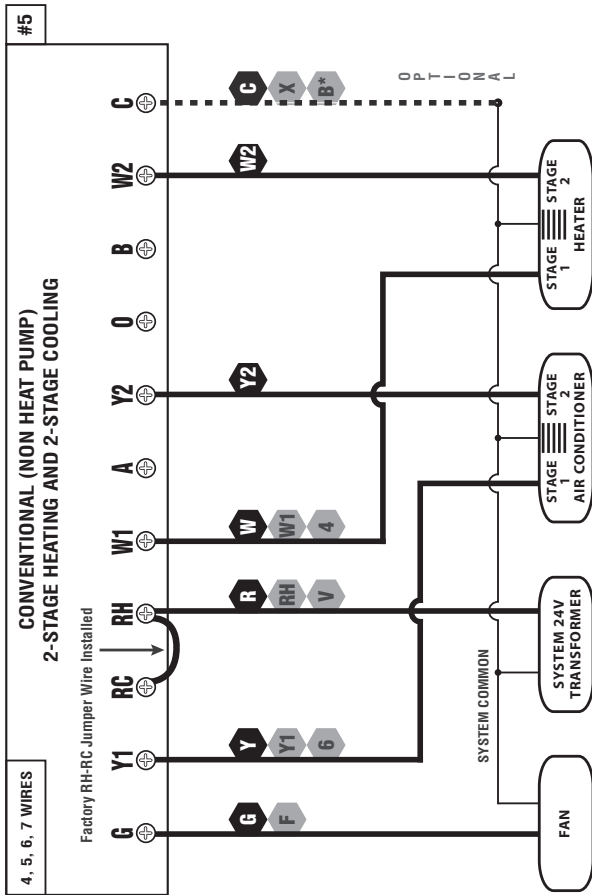 4, 5, 6, 7 WIRES
CONVENTIONAL (NON HEAT PUMP)
2-STAGE HEATING AND 2-STAGE COOLING
#5
Factory RH-RC Jumper Wire Installed
G Y1 RC RH W1 A Y2 O B W2 C
G Y R W Y2 W2 C
F Y1 RH W1 X
6 V 4 B*
OPTIONAL
SYSTEM COMMON
FAN
SYSTEM 24V
TRANSFORMER
STAGE 1
STAGE 2
AIR CONDITIONER
STAGE 1
STAGE 2
HEATER